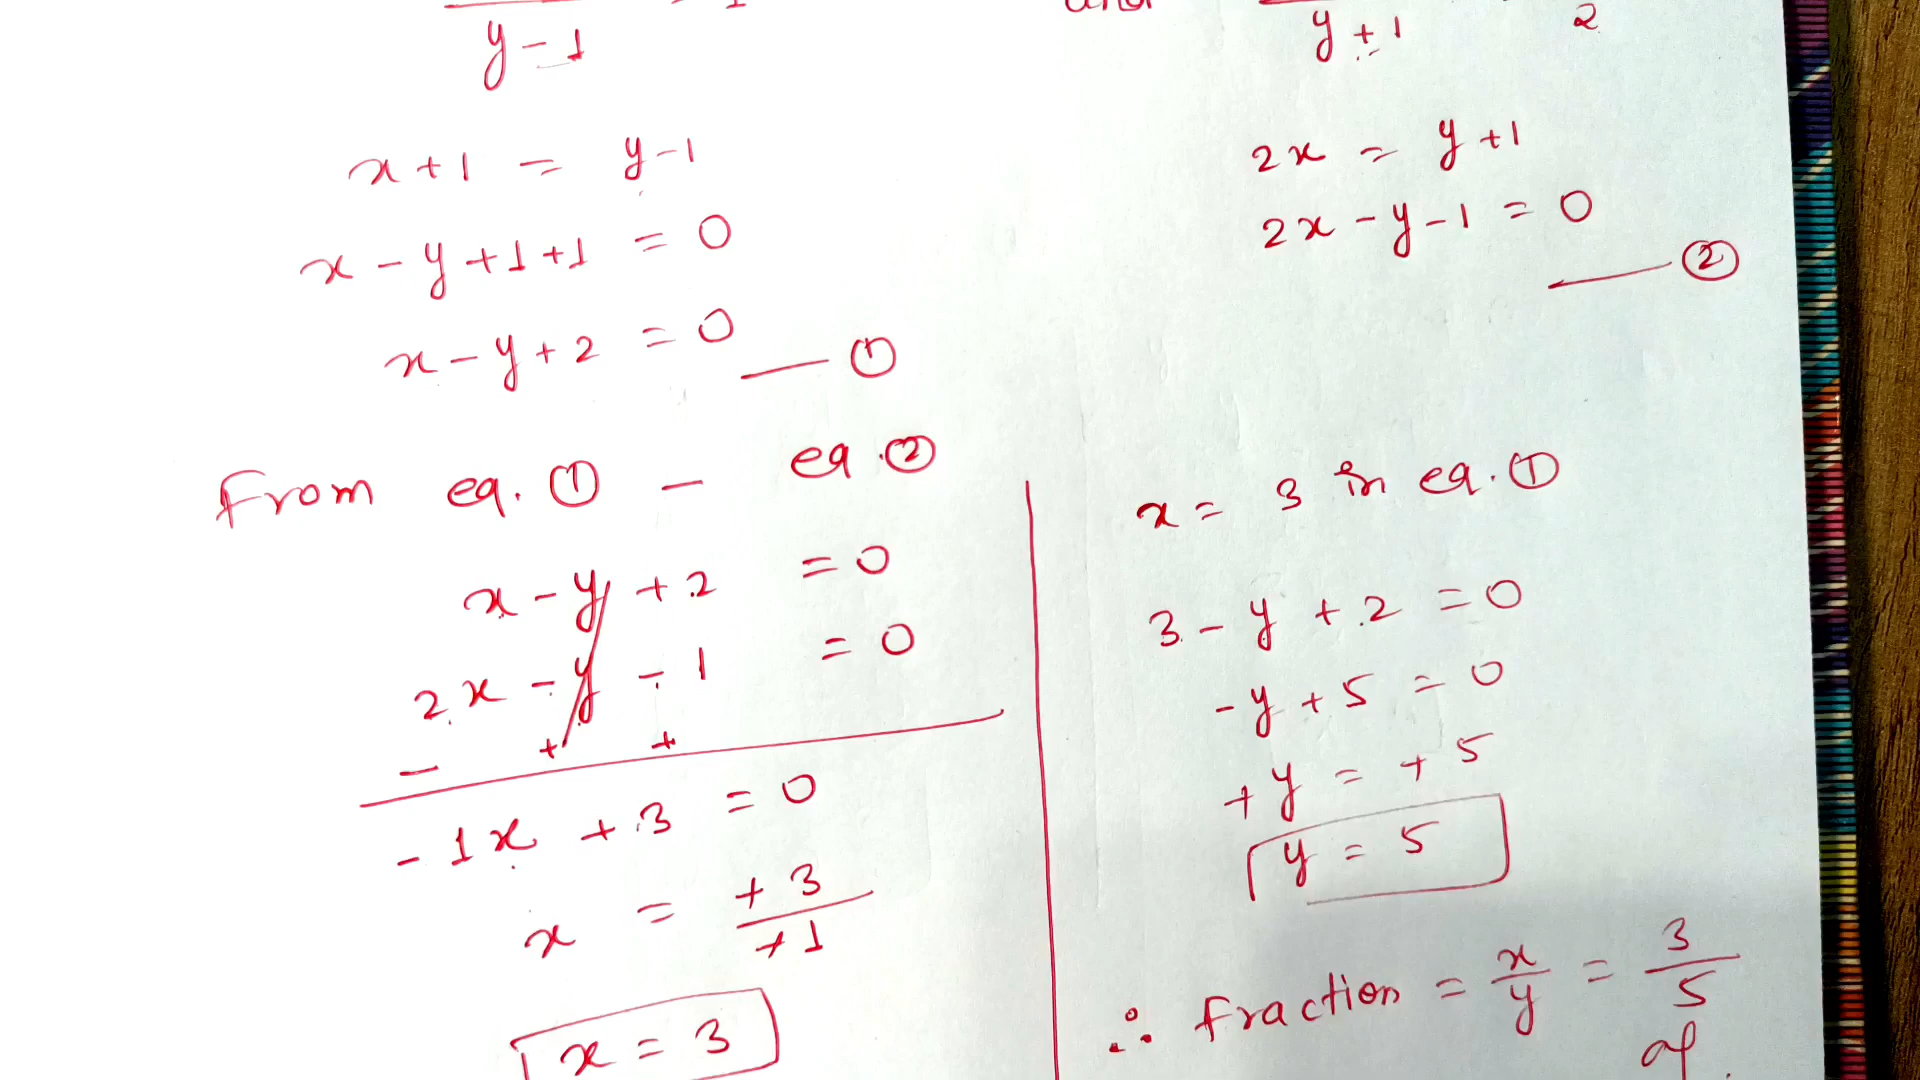 y-1
y+1 2
x+1 = y-1
x-y+1+1 = 0
x-y+2 = 0 — ①
2x = y+1
2x-y-1 = 0
— ②
From eq. ① - eq. ②
x-y+2 = 0
2x-y-1 = 0
- + +
-1x +3 = 0
x = +3/+1
x = 3
x = 3 in eq. ①
3-y+2 = 0
-y+5 = 0
+y = +5
y = 5
∴ fraction = x/y = 3/5